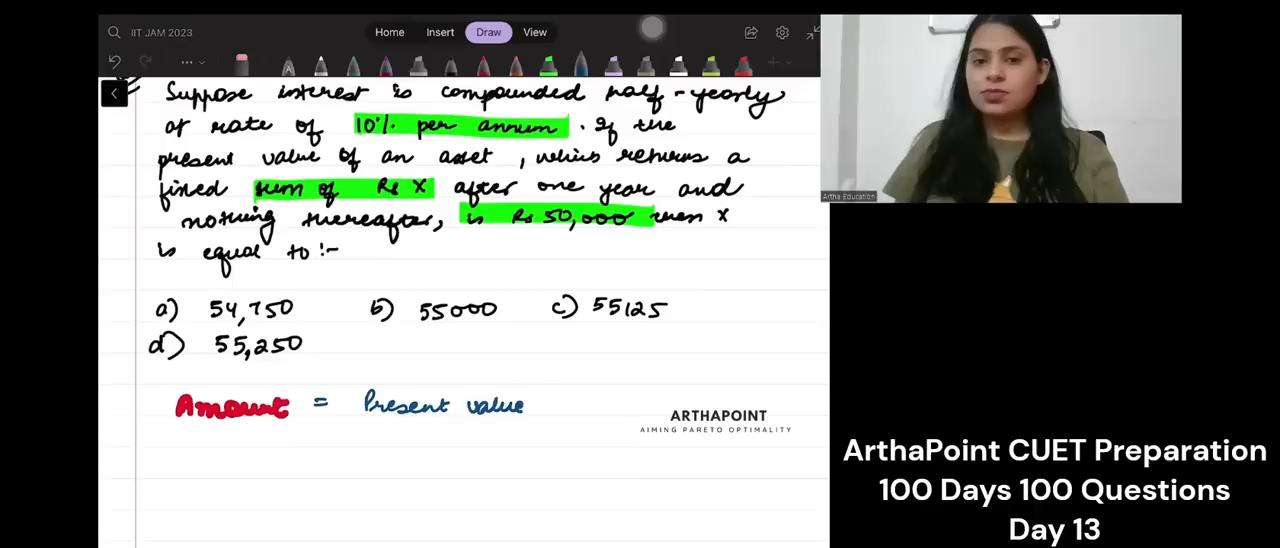 IIT JAM 2023
Home Insert Draw View
Suppose interest is compounded half-yearly
at rate of 10% per annum. If the
present value of an asset, which returns a
fixed sum of Rs X after one year and
nothing thereafter, is Rs 50,000 then x
is equal to :-
a) 54,750 b) 55000 c) 55125
d) 55,250
Amount = Present value
ARTHAPOINT
AIMING PARETO OPTIMALITY
Artha Education
ArthaPoint CUET Preparation
100 Days 100 Questions
Day 13